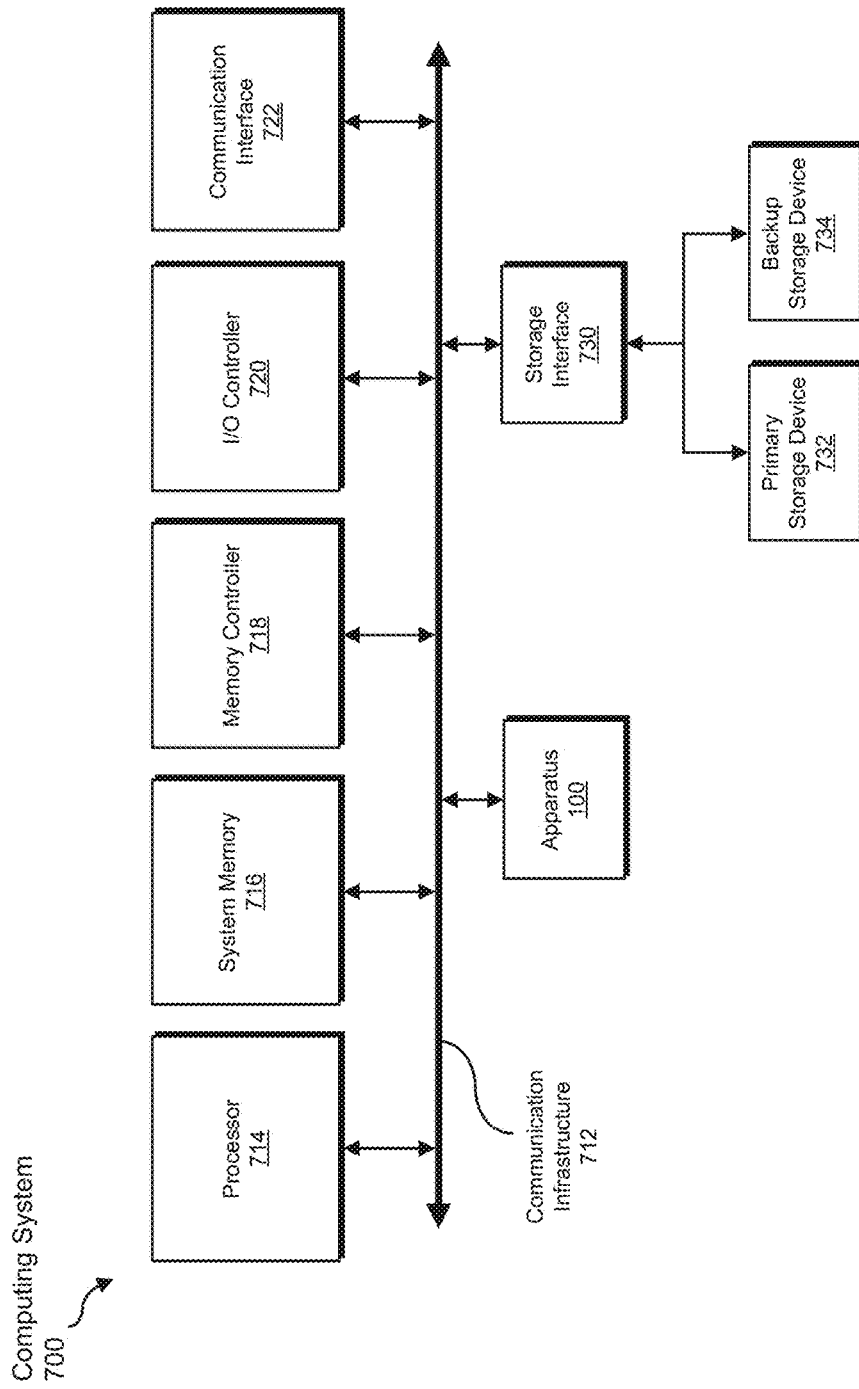 Computing System
700
Processor
714
System Memory
716
Memory Controller
718
I/O Controller
720
Communication
Interface
722
Communication
Infrastructure
712
Apparatus
100
Storage
Interface
730
Primary
Storage Device
732
Backup
Storage Device
734